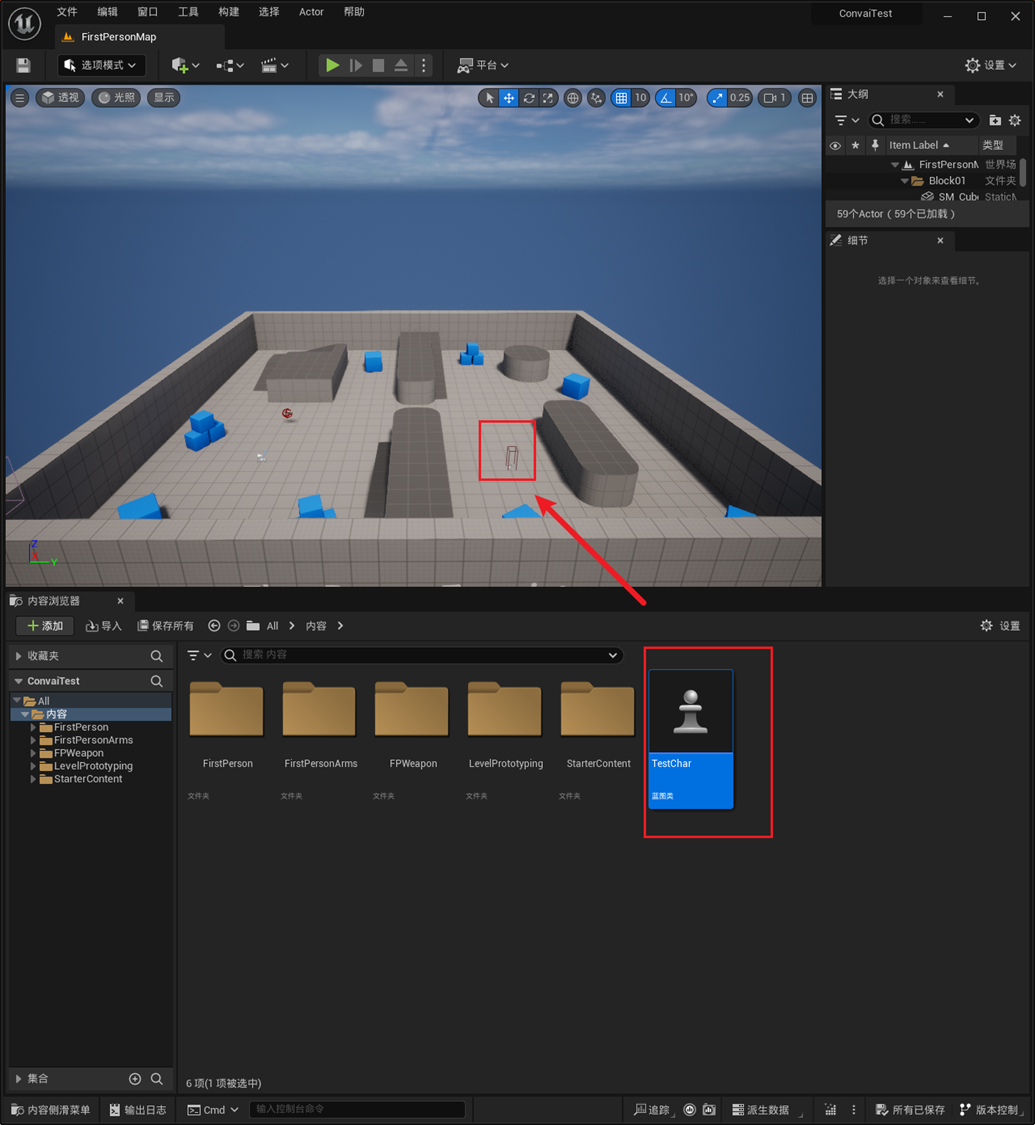 文件 编辑 窗口 工具 构建 选择 Actor 帮助 ConvaiTest
FirstPersonMap
选项模式 平台 设置
透视 光照 显示 10 10° 0.25 1
大纲
搜索……
Item Label 类型
FirstPersonM 世界场
Block01 文件夹
SM_Cub StaticM
59个Actor（59个已加载）
细节
选择一个对象来查看细节。
Z
X
Y
内容浏览器
添加 导入 保存所有 All 内容 设置
收藏夹
搜索 内容
ConvaiTest
All
内容
FirstPerson
FirstPersonArms
FPWeapon
LevelPrototyping
StarterContent
FirstPerson FirstPersonArms FPWeapon LevelPrototyping StarterContent TestChar
文件夹 文件夹 文件夹 文件夹 文件夹 蓝图类
集合
6 项(1 项被选中)
内容侧滑菜单 输出日志 Cmd 输入控制台命令 追踪 派生数据 所有已保存 版本控制